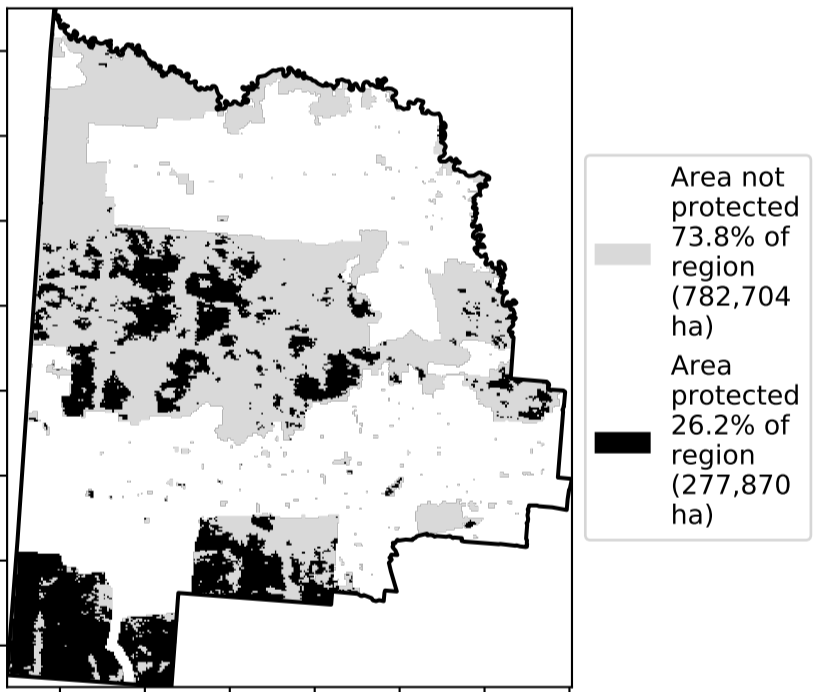 Area not
protected
73.8% of
region
(782,704
ha)
Area
protected
26.2% of
region
(277,870
ha)